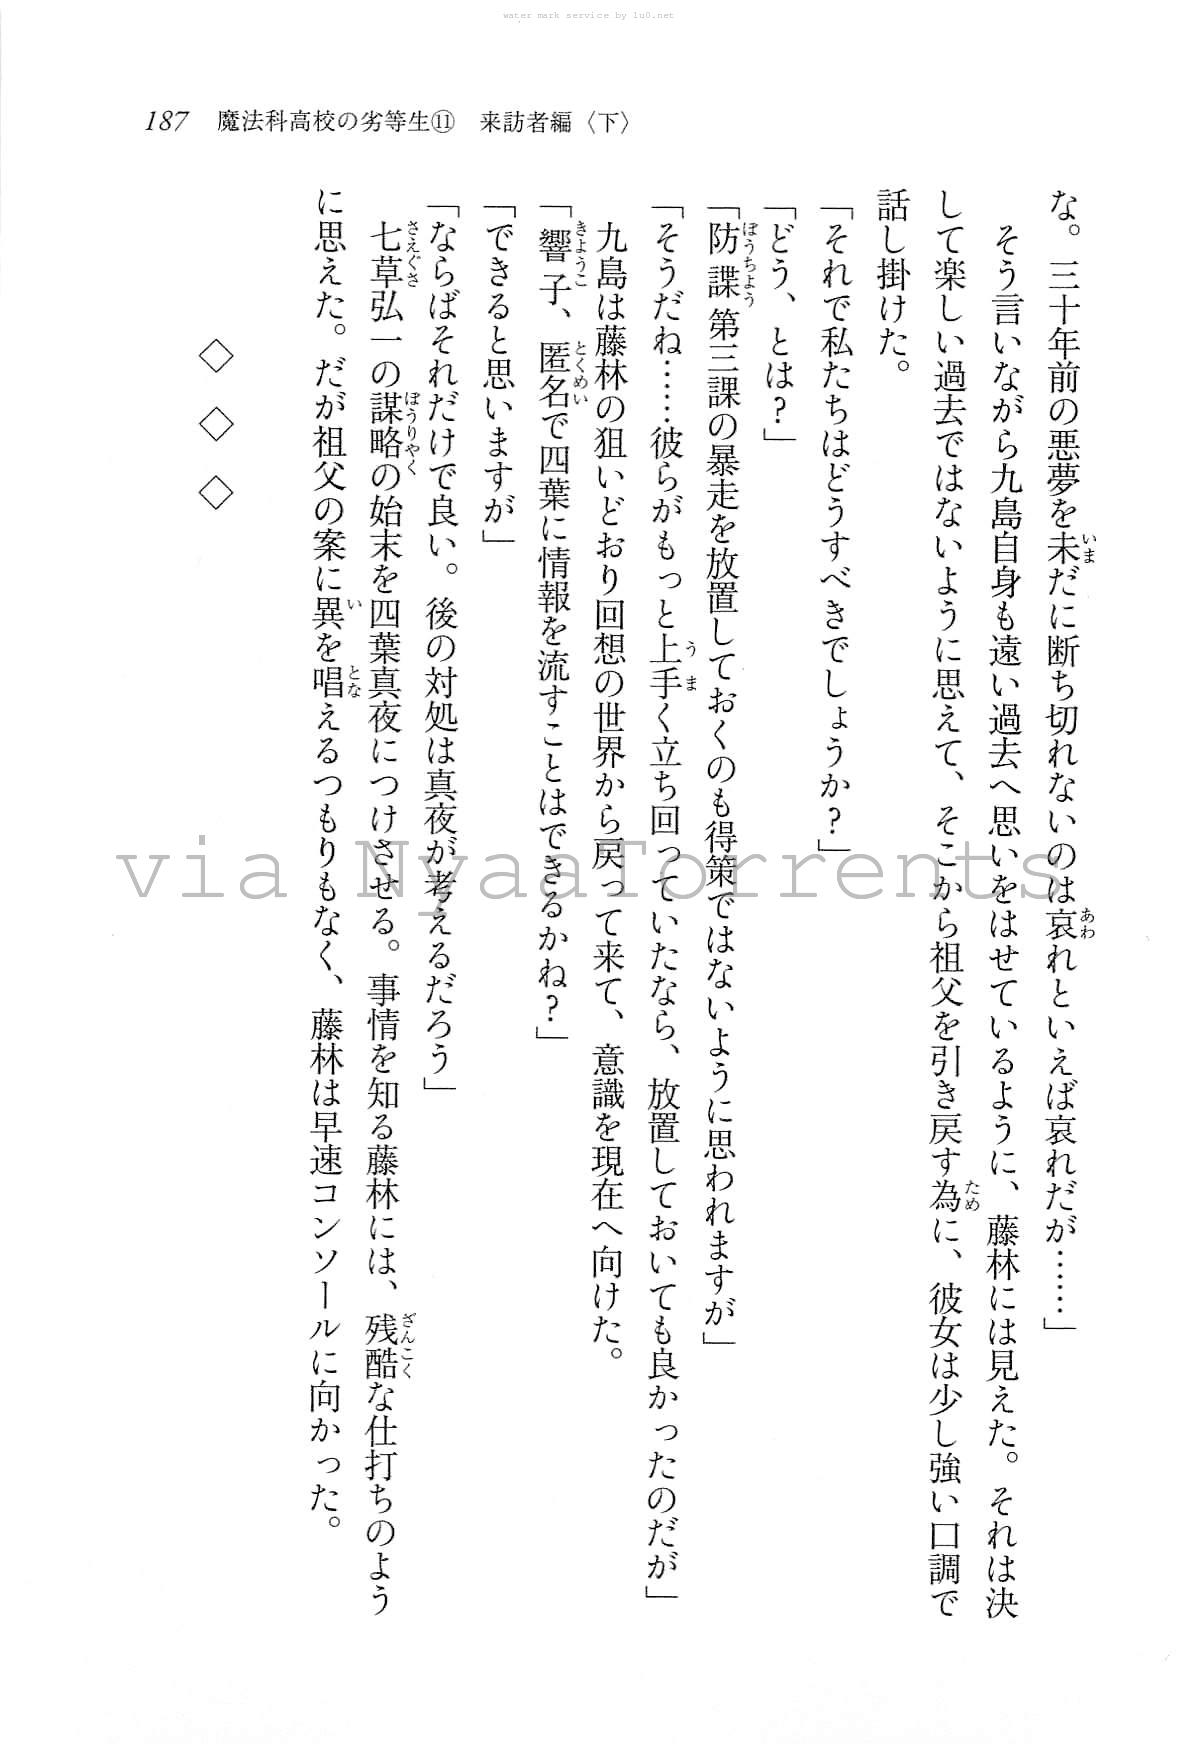 water mark service by lu0.net
187 魔法科高校の劣等生⑪ 来訪者編〈下〉
な。三十年前の悪夢を未だに断ち切れないのは哀れといえば哀れだが……」
そう言いながら九島自身も遠い過去へ思いをはせているように、藤林には見えた。それは決
して楽しい過去ではないように思えて、そこから祖父を引き戻す為に、彼女は少し強い口調で
話し掛けた。
「それで私たちはどうすべきでしょうか?」
「どう、とは?」
「防諜第三課の暴走を放置しておくのも得策ではないように思われますが」
「そうだね……彼らがもっと上手く立ち回っていたなら、放置しておいても良かったのだが」
九島は藤林の狙いどおり回想の世界から戻って来て、意識を現在へ向けた。
「響子、匿名で四葉に情報を流すことはできるかね?」
「できると思いますが」
「ならばそれだけで良い。後の対処は真夜が考えるだろう」
七草弘一の謀略の始末を四葉真夜につけさせる。事情を知る藤林には、残酷な仕打ちのよう
に思えた。だが祖父の案に異を唱えるつもりもなく、藤林は早速コンソールに向かった。
◇ ◇ ◇
via NyaaTorrents